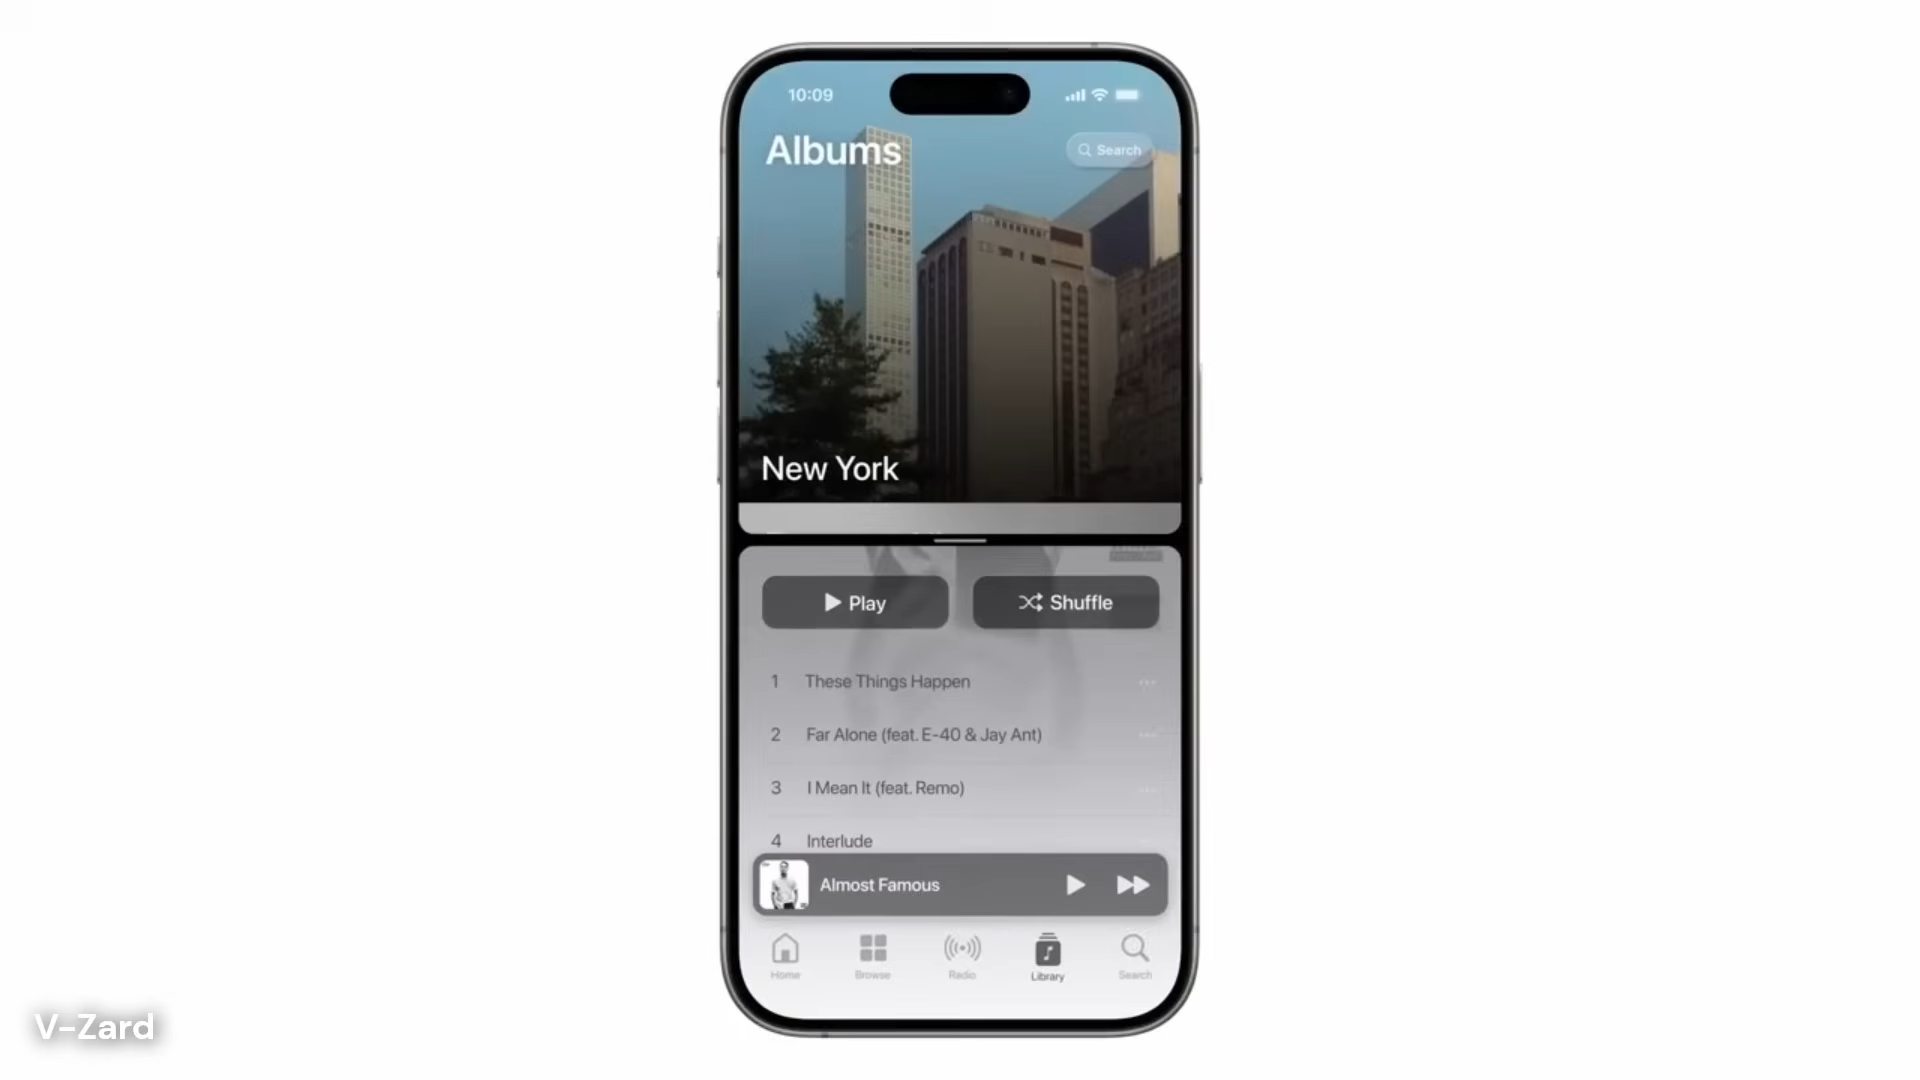 10:09
Albums
Search
New York
Play
Shuffle
1 These Things Happen
2 Far Alone (feat. E-40 & Jay Ant)
3 I Mean It (feat. Remo)
4 Interlude
Almost Famous
Home
Browse
Radio
Library
Search
V-Zard